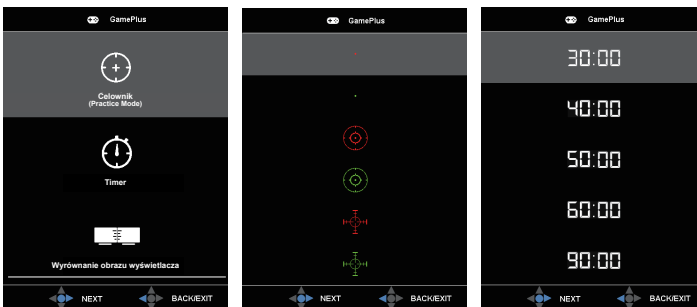 GamePlus
Celownik
(Practice Mode)
Timer
Wyrównanie obrazu wyświetlacza
NEXT BACK/EXIT
GamePlus
NEXT BACK/EXIT
GamePlus
30:00
40:00
50:00
60:00
90:00
NEXT BACK/EXIT